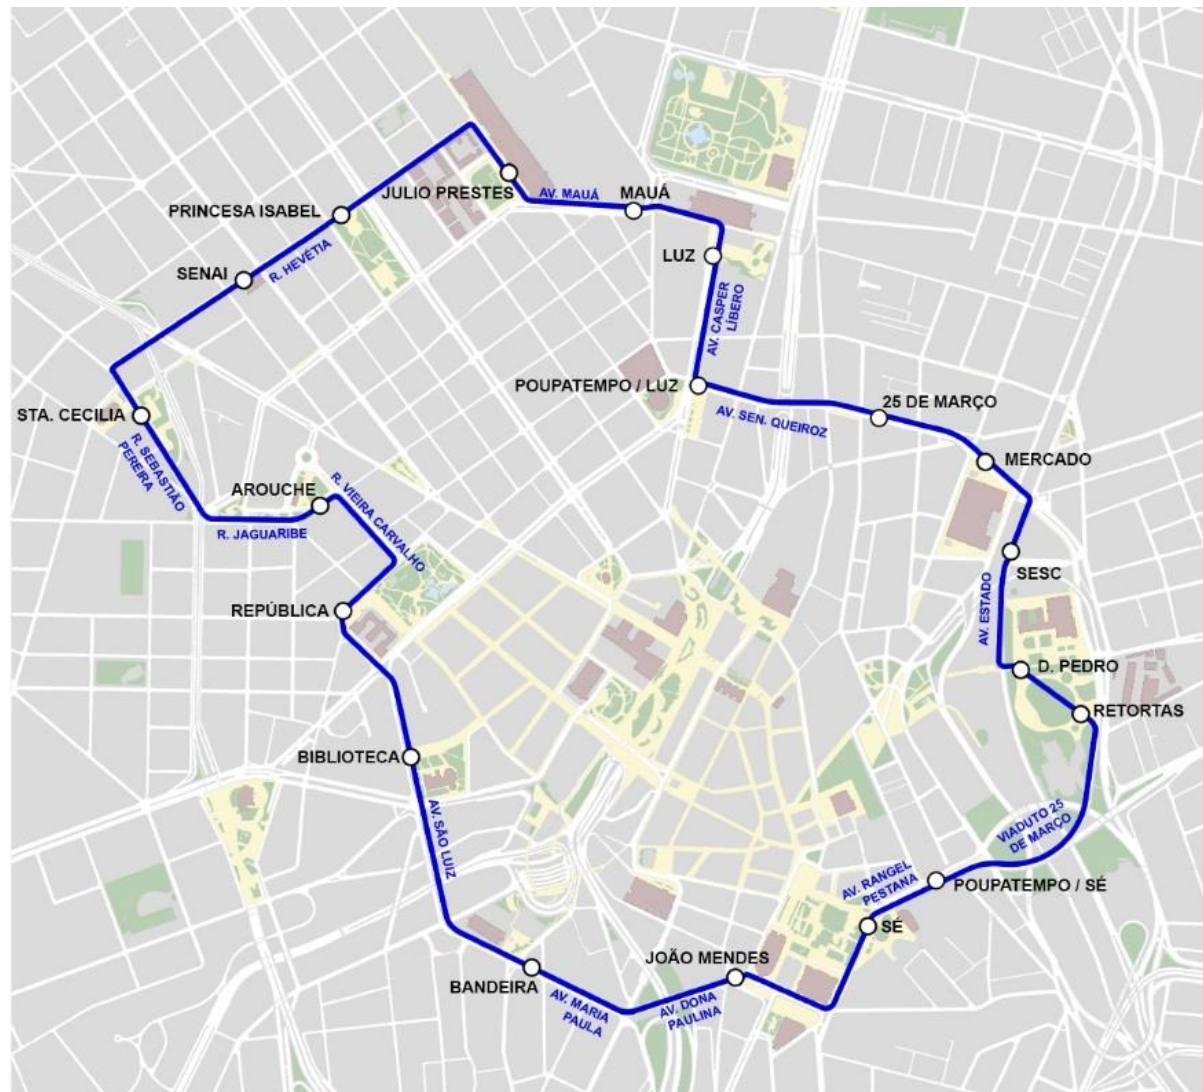 JULIO PRESTES
AV. MAUÁ
MAUÁ
PRINCESA ISABEL
R. HEVÉTIA
SENAI
LUZ
AV. CASPER
LÍBERO
POUPATEMPO / LUZ
AV. SEN. QUEIROZ
25 DE MARÇO
STA. CECILIA
R. SEBASTIÃO
PEREIRA
MERCADO
AROUCHE
R. VIEIRA CARVALHO
R. JAGUARIBE
SESC
AV. ESTADO
REPÚBLICA
D. PEDRO
RETORTAS
BIBLIOTECA
AV. SÃO LUIZ
VIADUTO 25
DE MARÇO
AV. RANGEL
PESTANA
POUPATEMPO / SÉ
SÉ
JOÃO MENDES
BANDEIRA
AV. MARIA
PAULA
AV. DONA
PAULINA